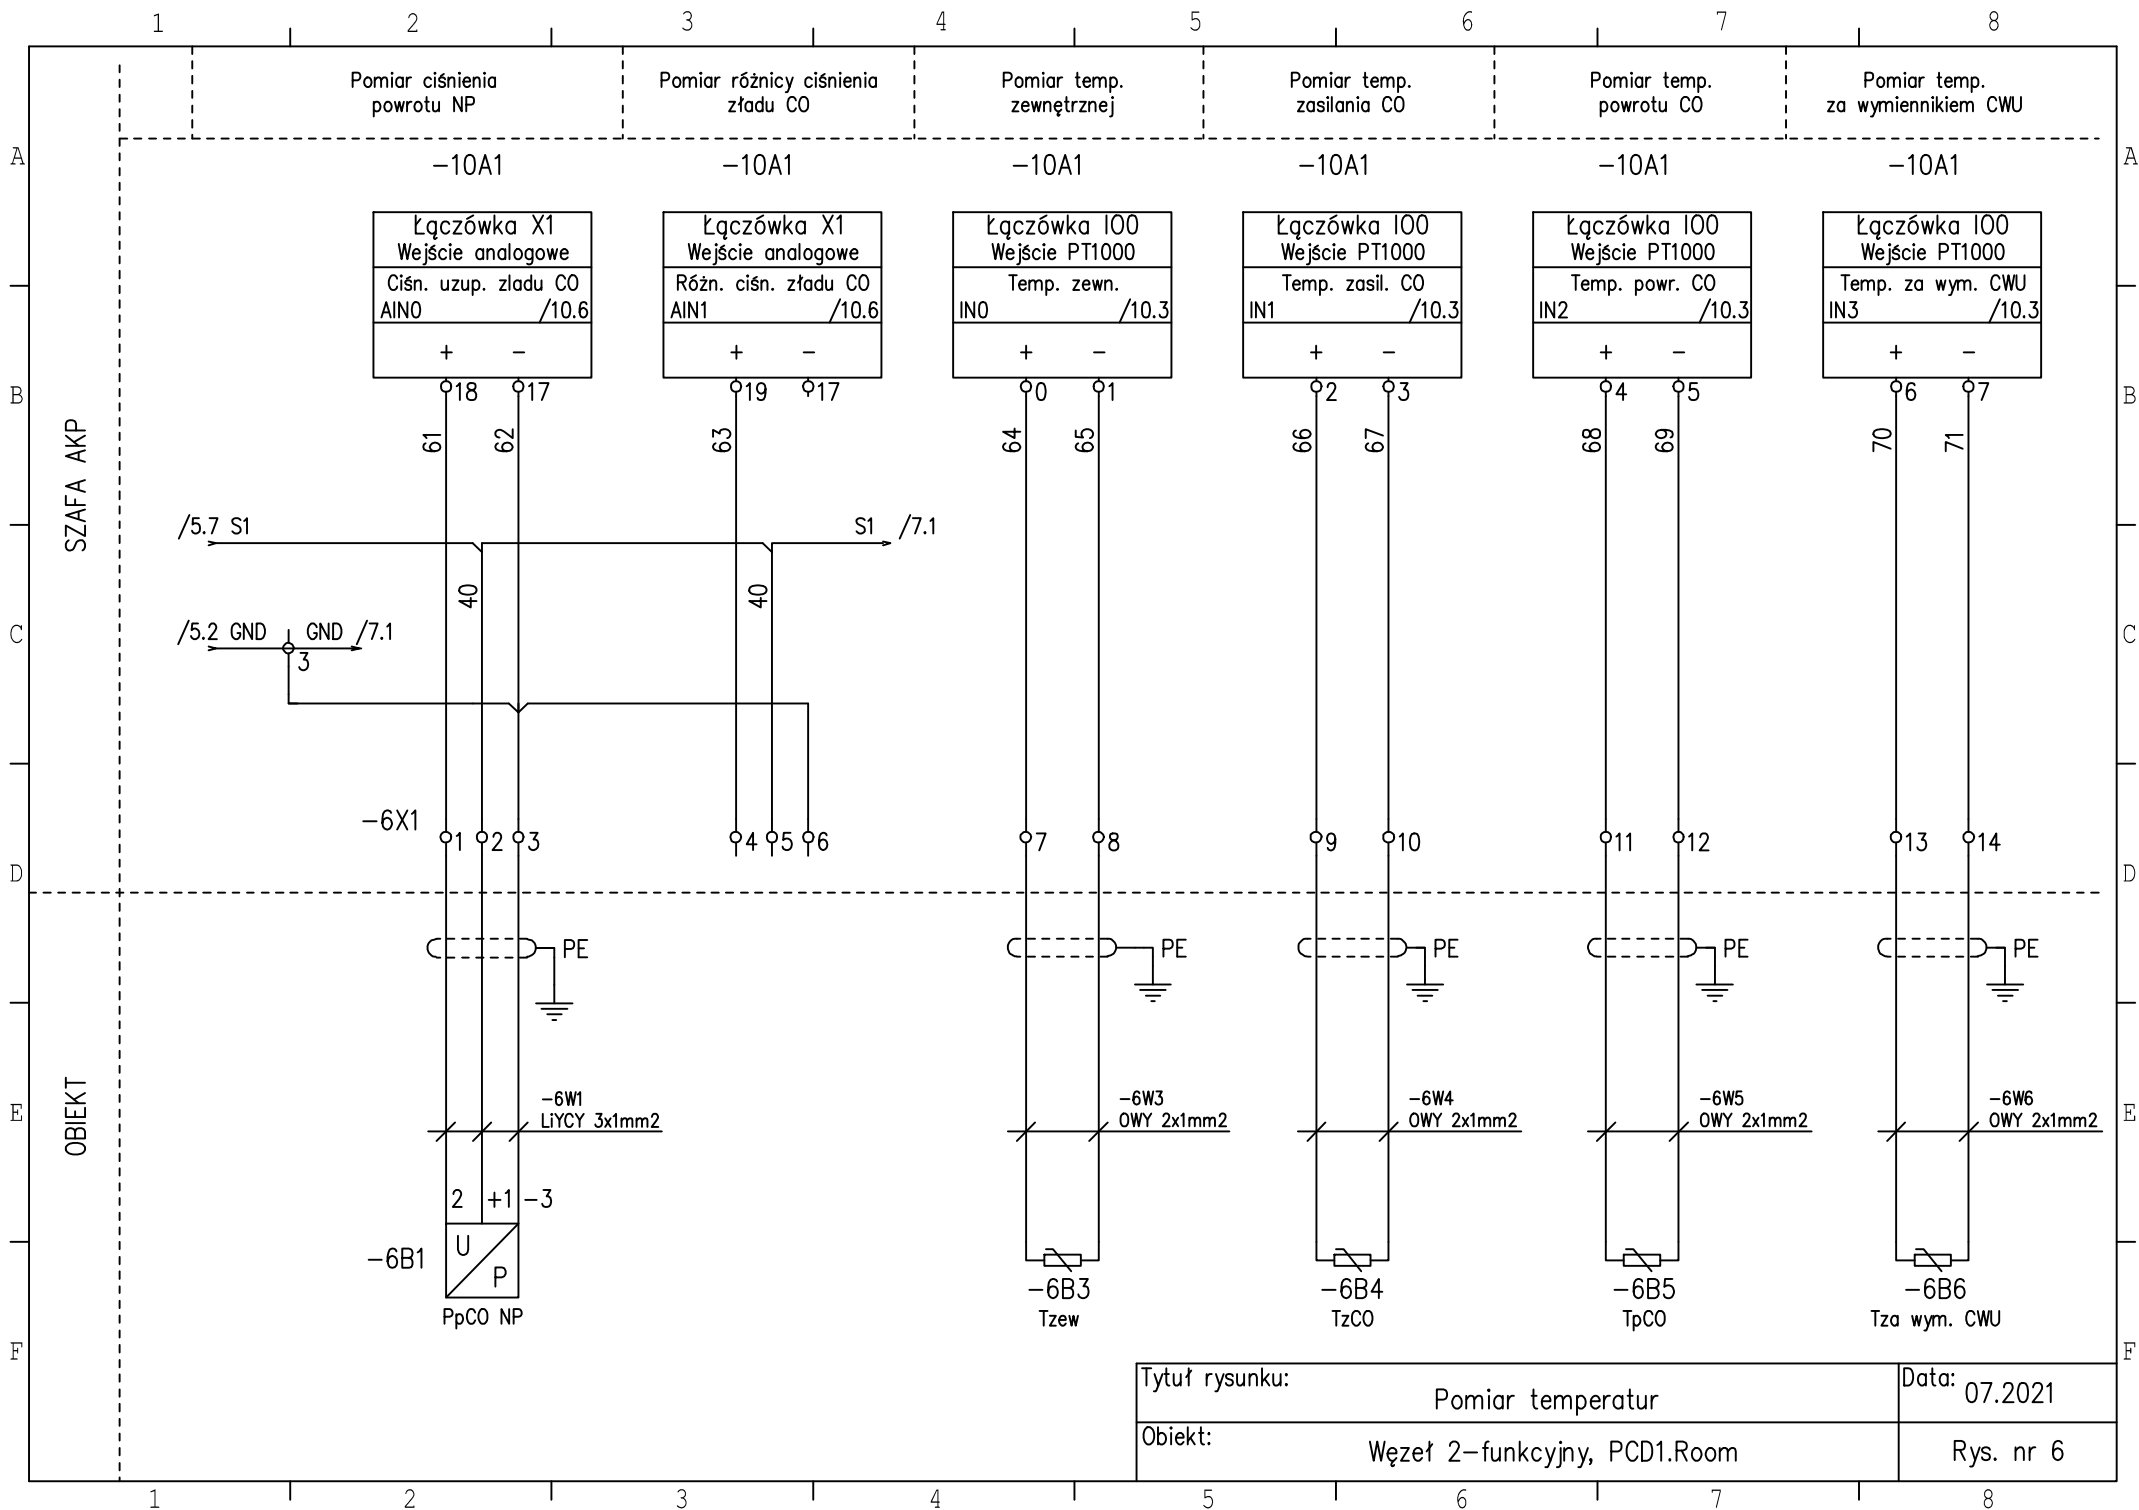 1 2 3 4 5 6 7 8
Pomiar ciśnienia
powrotu NP
Pomiar różnicy ciśnienia
zładu CO
Pomiar temp.
zewnętrznej
Pomiar temp.
zasilania CO
Pomiar temp.
powrotu CO
Pomiar temp.
za wymiennikiem CWU
A A
-10A1 -10A1 -10A1 -10A1 -10A1 -10A1
Łączówka X1
Wejście analogowe
Ciśn. uzup. zladu CO
AIN0 /10.6
+ -
18 17
Łączówka X1
Wejście analogowe
Różn. ciśn. zładu CO
AIN1 /10.6
+ -
19 17
Łączówka I00
Wejście PT1000
Temp. zewn.
IN0 /10.3
+ -
0 1
Łączówka I00
Wejście PT1000
Temp. zasil. CO
IN1 /10.3
+ -
2 3
Łączówka I00
Wejście PT1000
Temp. powr. CO
IN2 /10.3
+ -
4 5
Łączówka I00
Wejście PT1000
Temp. za wym. CWU
IN3 /10.3
+ -
6 7
B B
61 62 63 64 65 66 67 68 69 70 71
SZAFA AKP
/5.7 S1 S1 /7.1
40 40
C C
/5.2 GND GND /7.1
3
-6X1
1 2 3 4 5 6 7 8 9 10 11 12 13 14
D D
PE PE PE PE PE
OBIEKT
E E
-6W1
LiYCY 3x1mm2
-6W3
OWY 2x1mm2
-6W4
OWY 2x1mm2
-6W5
OWY 2x1mm2
-6W6
OWY 2x1mm2
2 +1 -3
-6B1
U
P
PpCO NP
-6B3
Tzew
-6B4
TzCO
-6B5
TpCO
-6B6
Tza wym. CWU
F F
Tytuł rysunku:
Pomiar temperatur
Data:
07.2021
Obiekt:
Węzeł 2-funkcyjny, PCD1.Room
Rys. nr 6
1 2 3 4 5 6 7 8